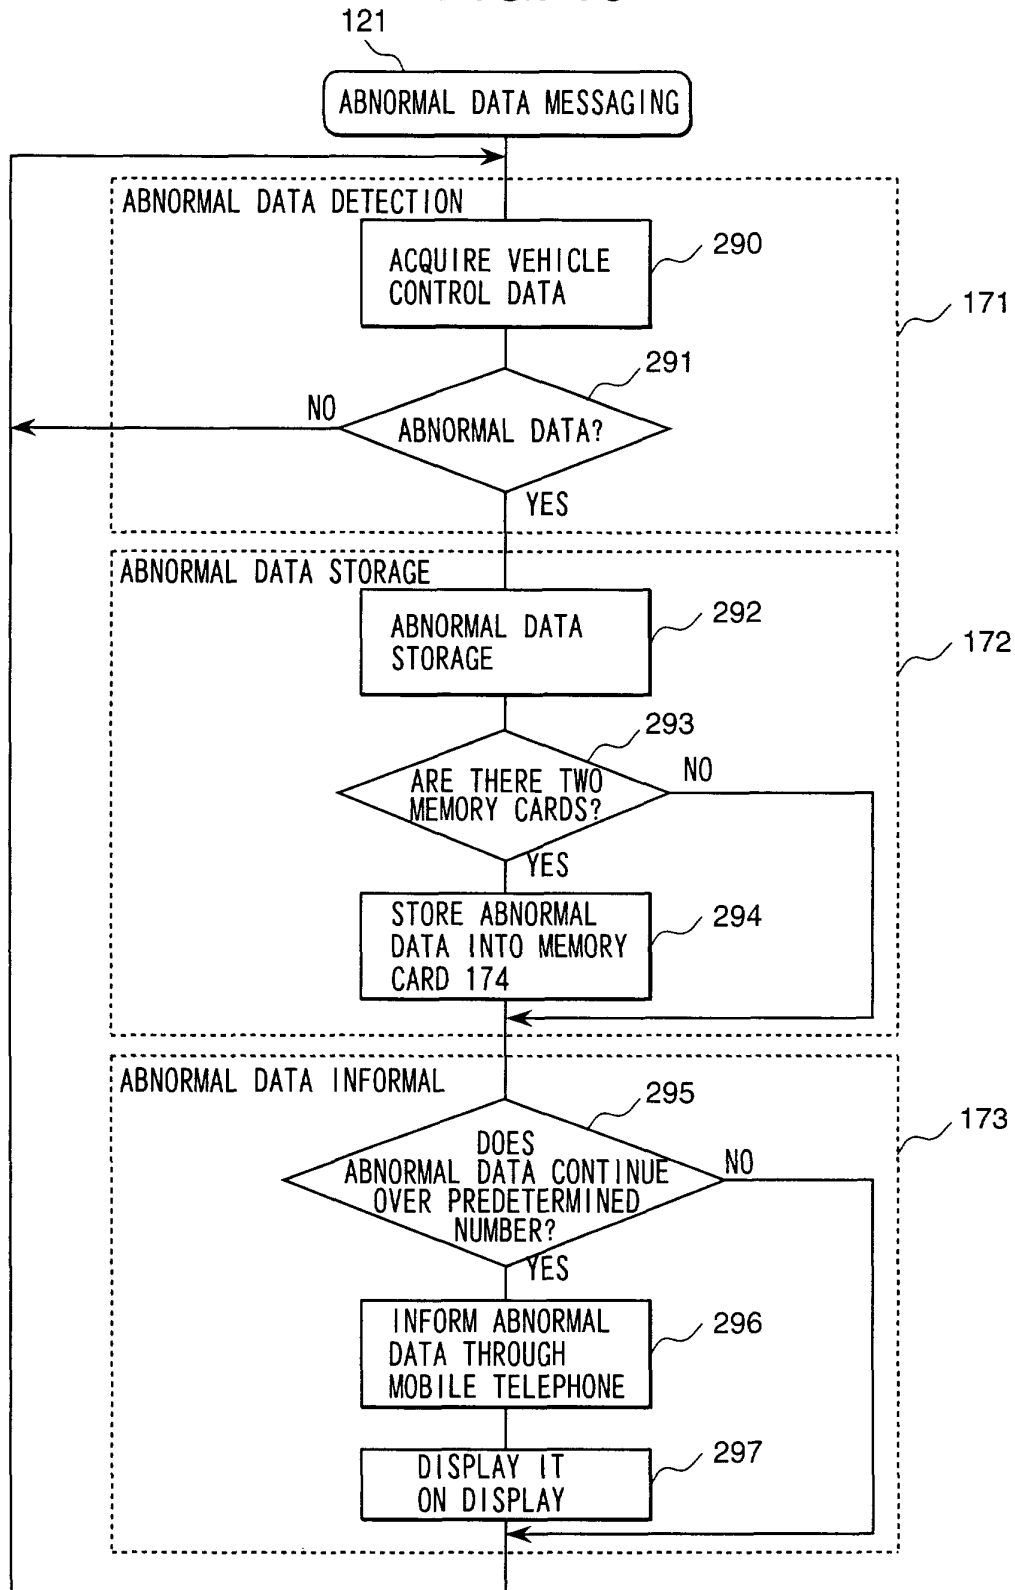 121
ABNORMAL DATA MESSAGING
ABNORMAL DATA DETECTION
290
ACQUIRE VEHICLE
CONTROL DATA
171
291
NO
ABNORMAL DATA?
YES
ABNORMAL DATA STORAGE
292
ABNORMAL DATA
STORAGE
172
293
NO
ARE THERE TWO
MEMORY CARDS?
YES
STORE ABNORMAL
DATA INTO MEMORY
CARD 174
294
ABNORMAL DATA INFORMAL
295
173
DOES
ABNORMAL DATA CONTINUE
OVER PREDETERMINED
NUMBER?
NO
YES
INFORM ABNORMAL
DATA THROUGH
MOBILE TELEPHONE
296
DISPLAY IT
ON DISPLAY
297